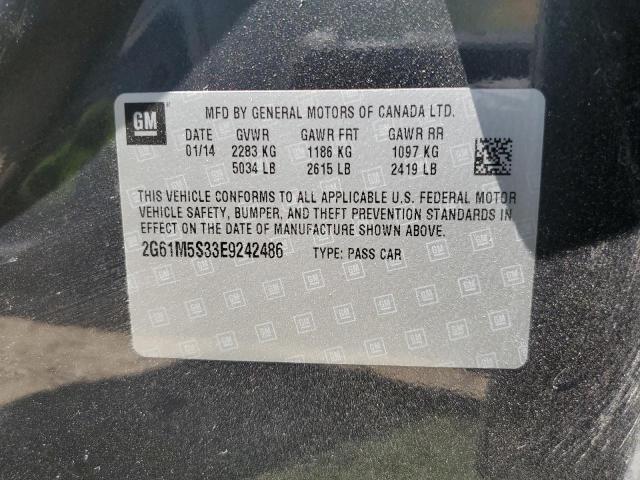 GM
MFD BY GENERAL MOTORS OF CANADA LTD.
DATE GVWR GAWR FRT GAWR RR
01/14 2283 KG 1186 KG 1097 KG
5034 LB 2615 LB 2419 LB
THIS VEHICLE CONFORMS TO ALL APPLICABLE U.S. FEDERAL MOTOR
VEHICLE SAFETY, BUMPER, AND THEFT PREVENTION STANDARDS IN
EFFECT ON THE DATE OF MANUFACTURE SHOWN ABOVE.
2G61M5S33E9242486 TYPE: PASS CAR